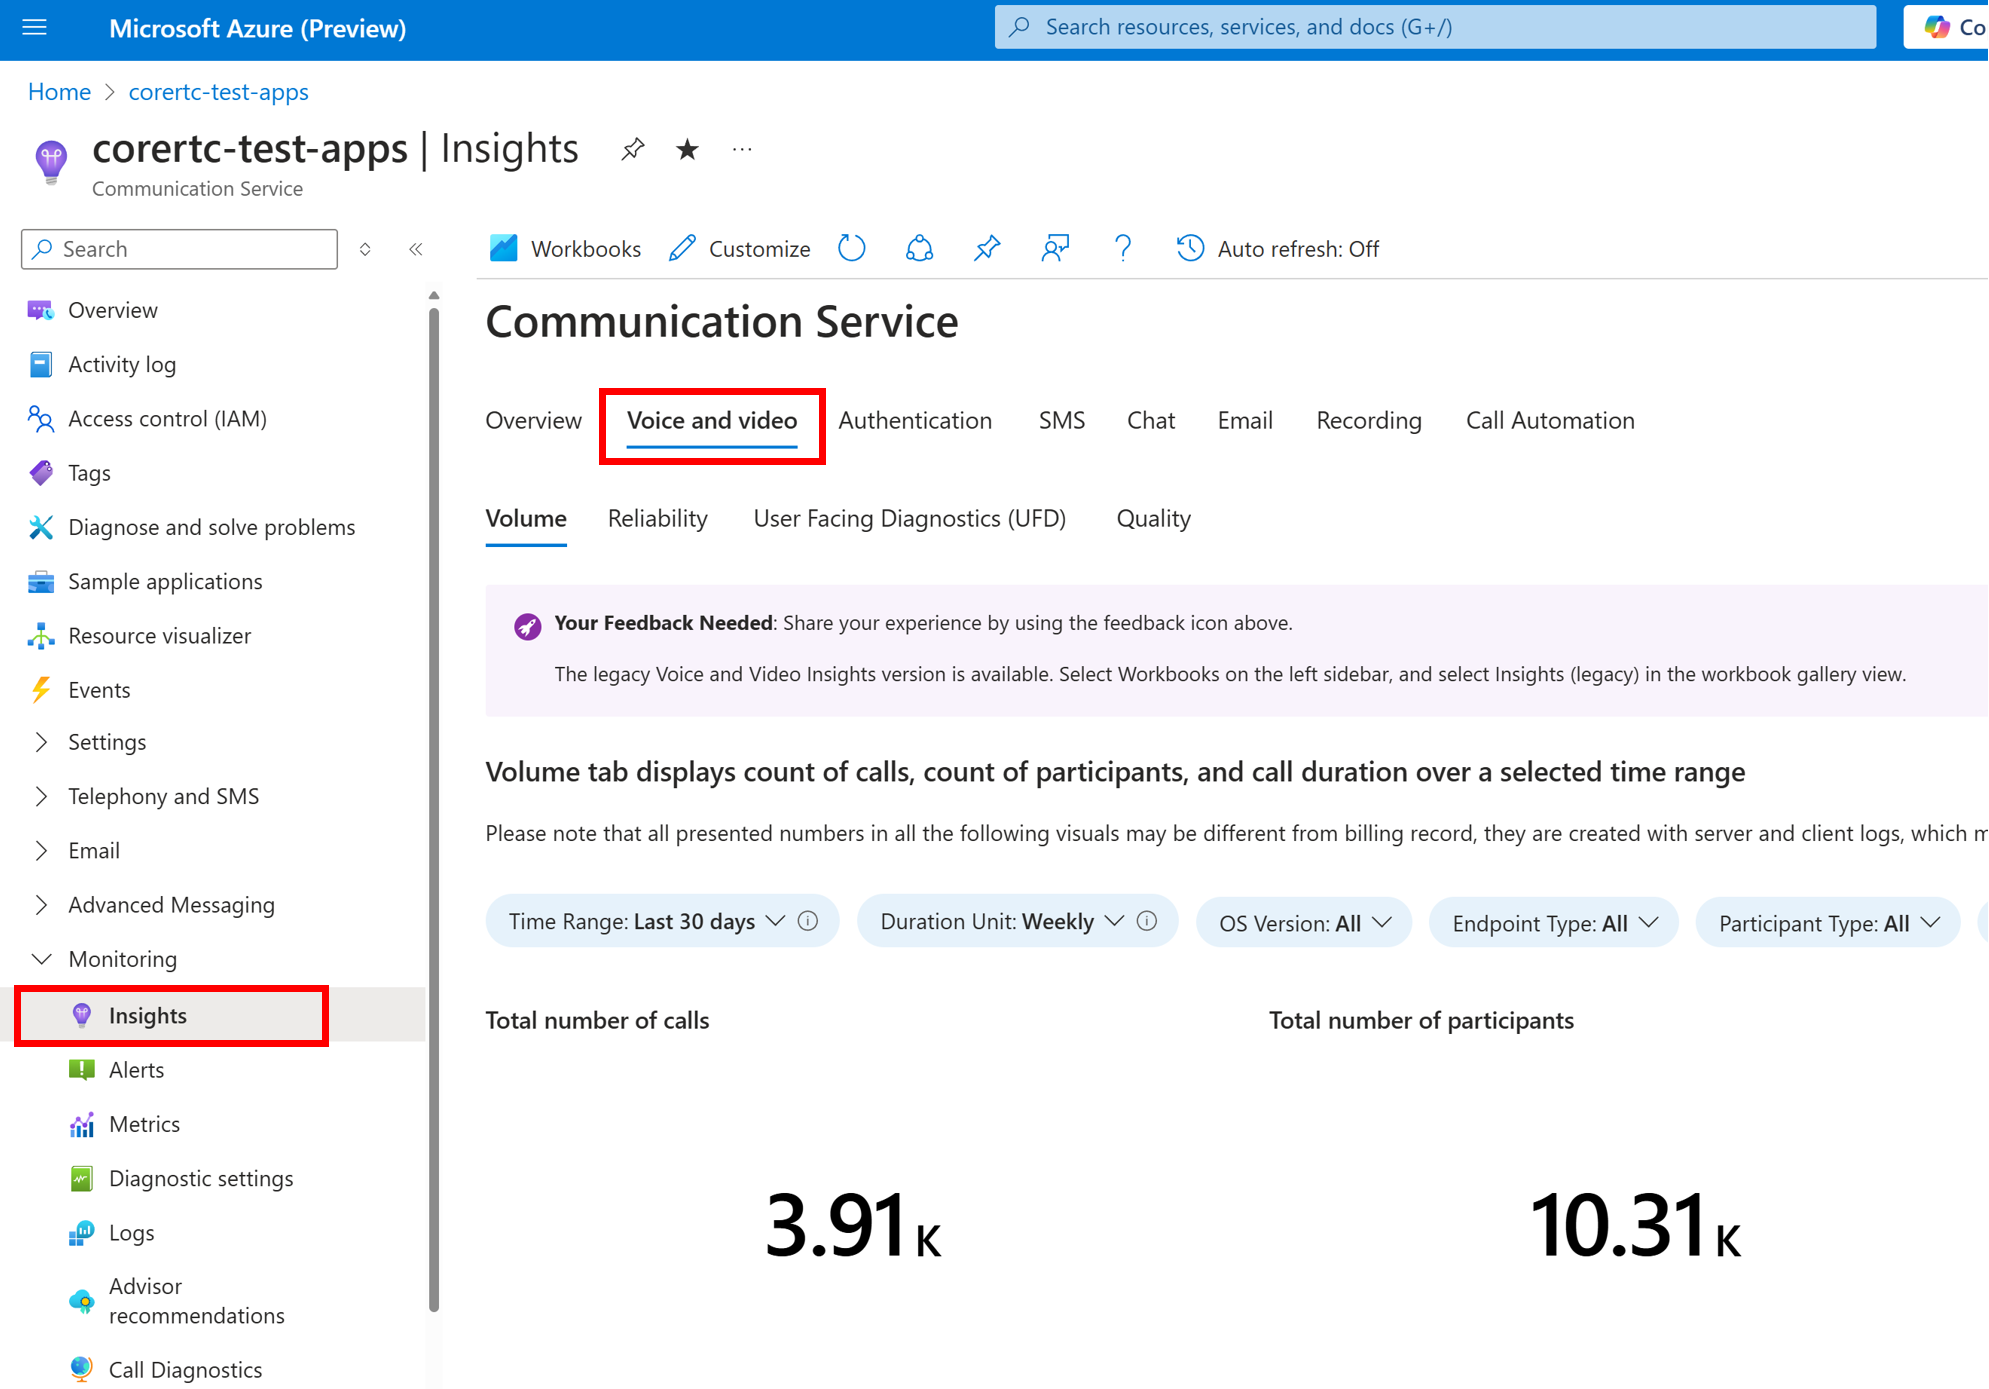 Microsoft Azure (Preview)
Search resources, services, and docs (G+/)
Co
Home > corertc-test-apps
corertc-test-apps | Insights
Communication Service
Search
Workbooks
Customize
Auto refresh: Off
Overview
Activity log
Access control (IAM)
Tags
Diagnose and solve problems
Sample applications
Resource visualizer
Events
Settings
Telephony and SMS
Email
Advanced Messaging
Monitoring
Insights
Alerts
Metrics
Diagnostic settings
Logs
Advisor
recommendations
Call Diagnostics
Communication Service
Overview Voice and video Authentication SMS Chat Email Recording Call Automation
Volume Reliability User Facing Diagnostics (UFD) Quality
Your Feedback Needed: Share your experience by using the feedback icon above.
The legacy Voice and Video Insights version is available. Select Workbooks on the left sidebar, and select Insights (legacy) in the workbook gallery view.
Volume tab displays count of calls, count of participants, and call duration over a selected time range
Please note that all presented numbers in all the following visuals may be different from billing record, they are created with server and client logs, which m
Time Range: Last 30 days Duration Unit: Weekly OS Version: All Endpoint Type: All Participant Type: All
Total number of calls Total number of participants
3.91K 10.31K